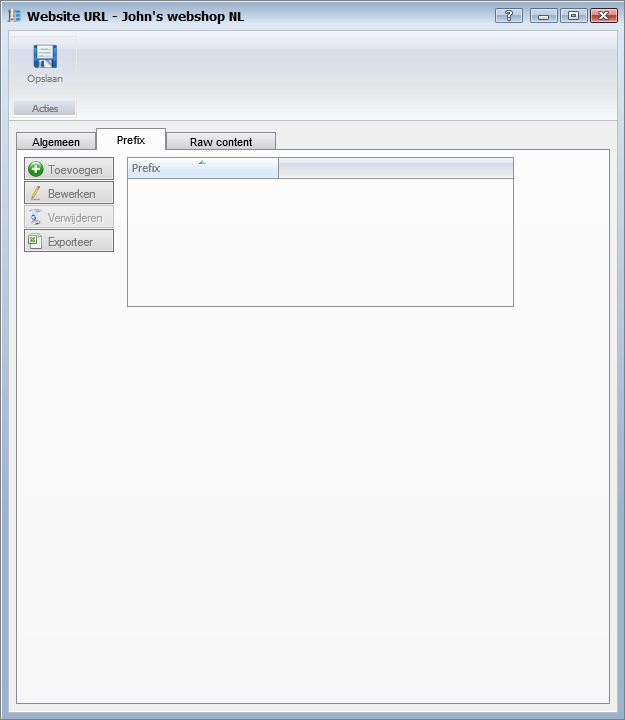 Website URL - John's webshop NL
?
Opslaan
Acties
Algemeen
Prefix
Raw content
Toevoegen
Bewerken
Verwijderen
Exporteer
Prefix